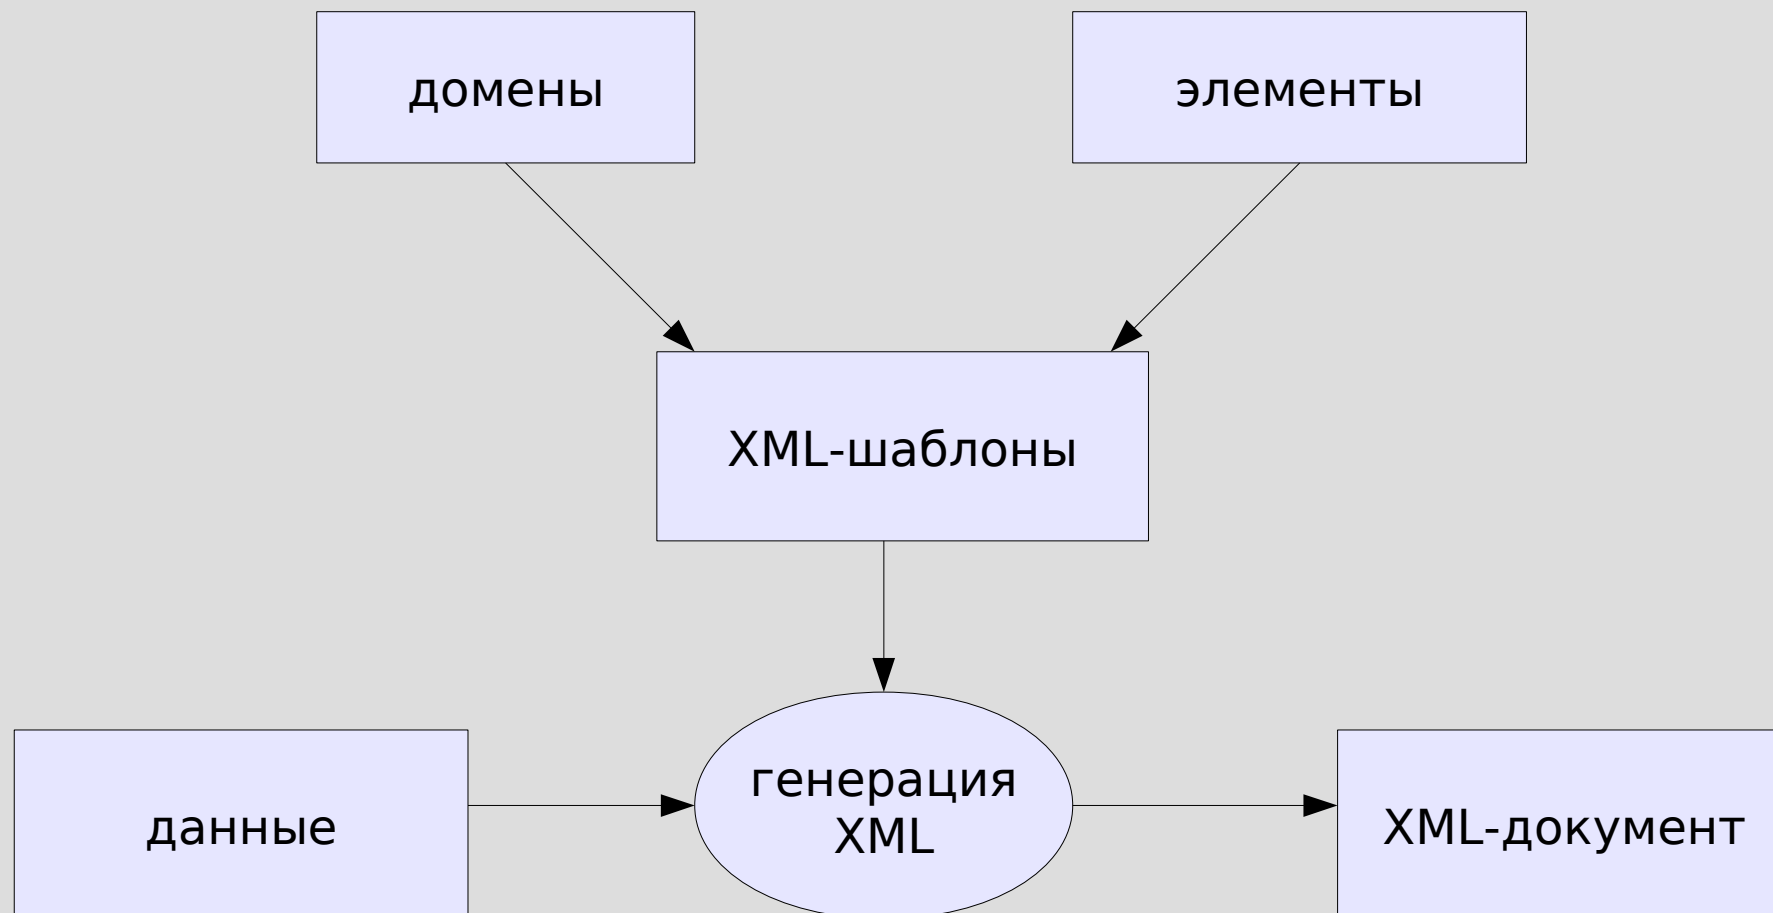 домены
элементы
XML-шаблоны
данные
генерация
XML
XML-документ